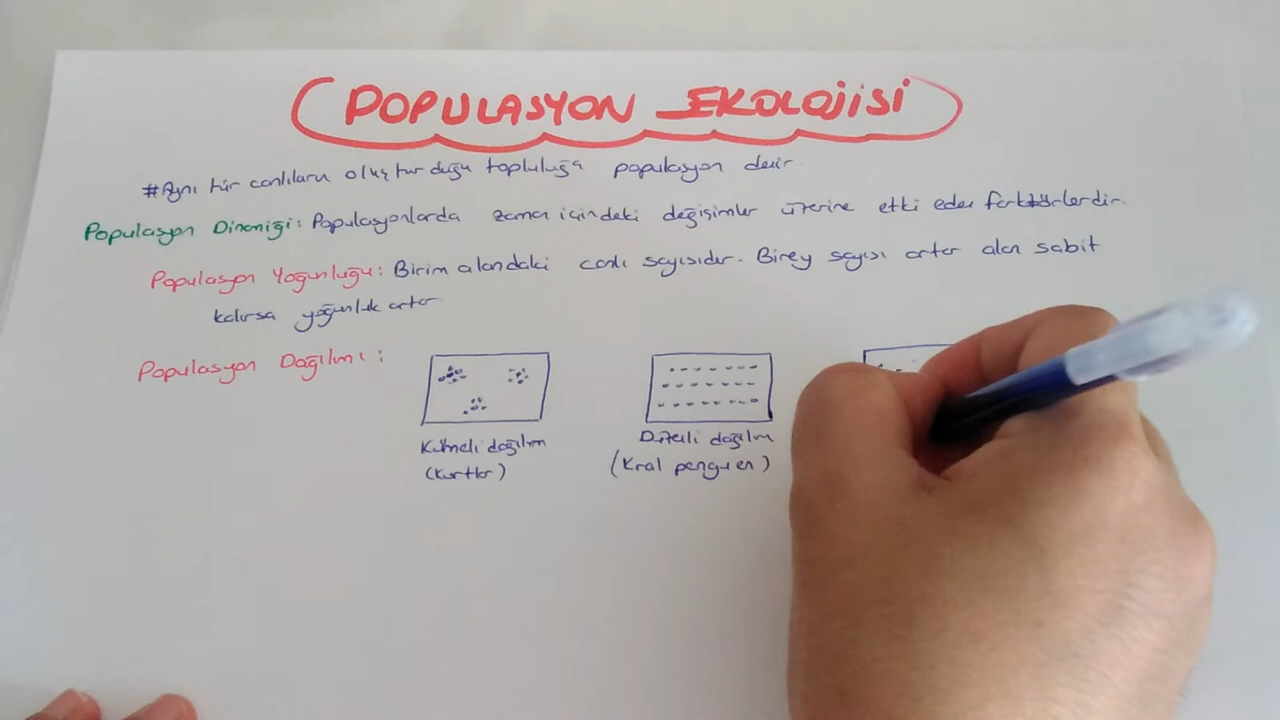 POPULASYON EKOLOJİSİ
#Aynı tür canlıların oluşturduğu topluluğa populasyon denir.
Populasyon Dinamiği: Populasyonlarda zaman içindeki değişimler üzerine etki eden faktörlerdir.
Populasyon Yoğunluğu: Birim alandaki canlı sayısıdır. Birey sayısı artar alan sabit
kalırsa yoğunluk artar.
Populasyon Dağılımı:
Kümeli dağılım
(Kurtlar)
Düzenli dağılım
(Kral penguen)